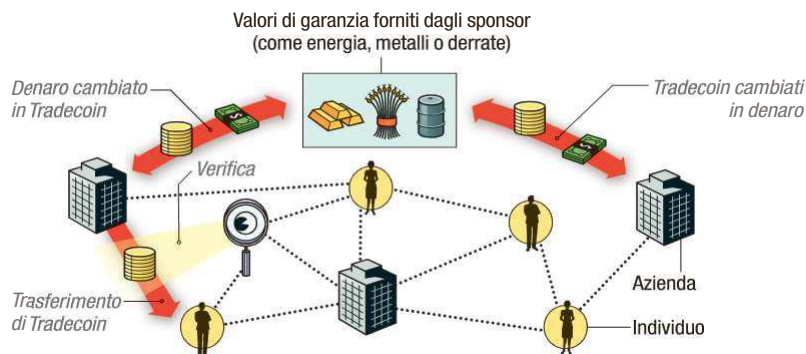 Valori di garanzia forniti dagli sponsor
(come energia, metalli o derrate)
Denaro cambiato
in Tradecoin
Tradecoin cambiati
in denaro
Verifica
Trasferimento
di Tradecoin
Azienda
Individuo